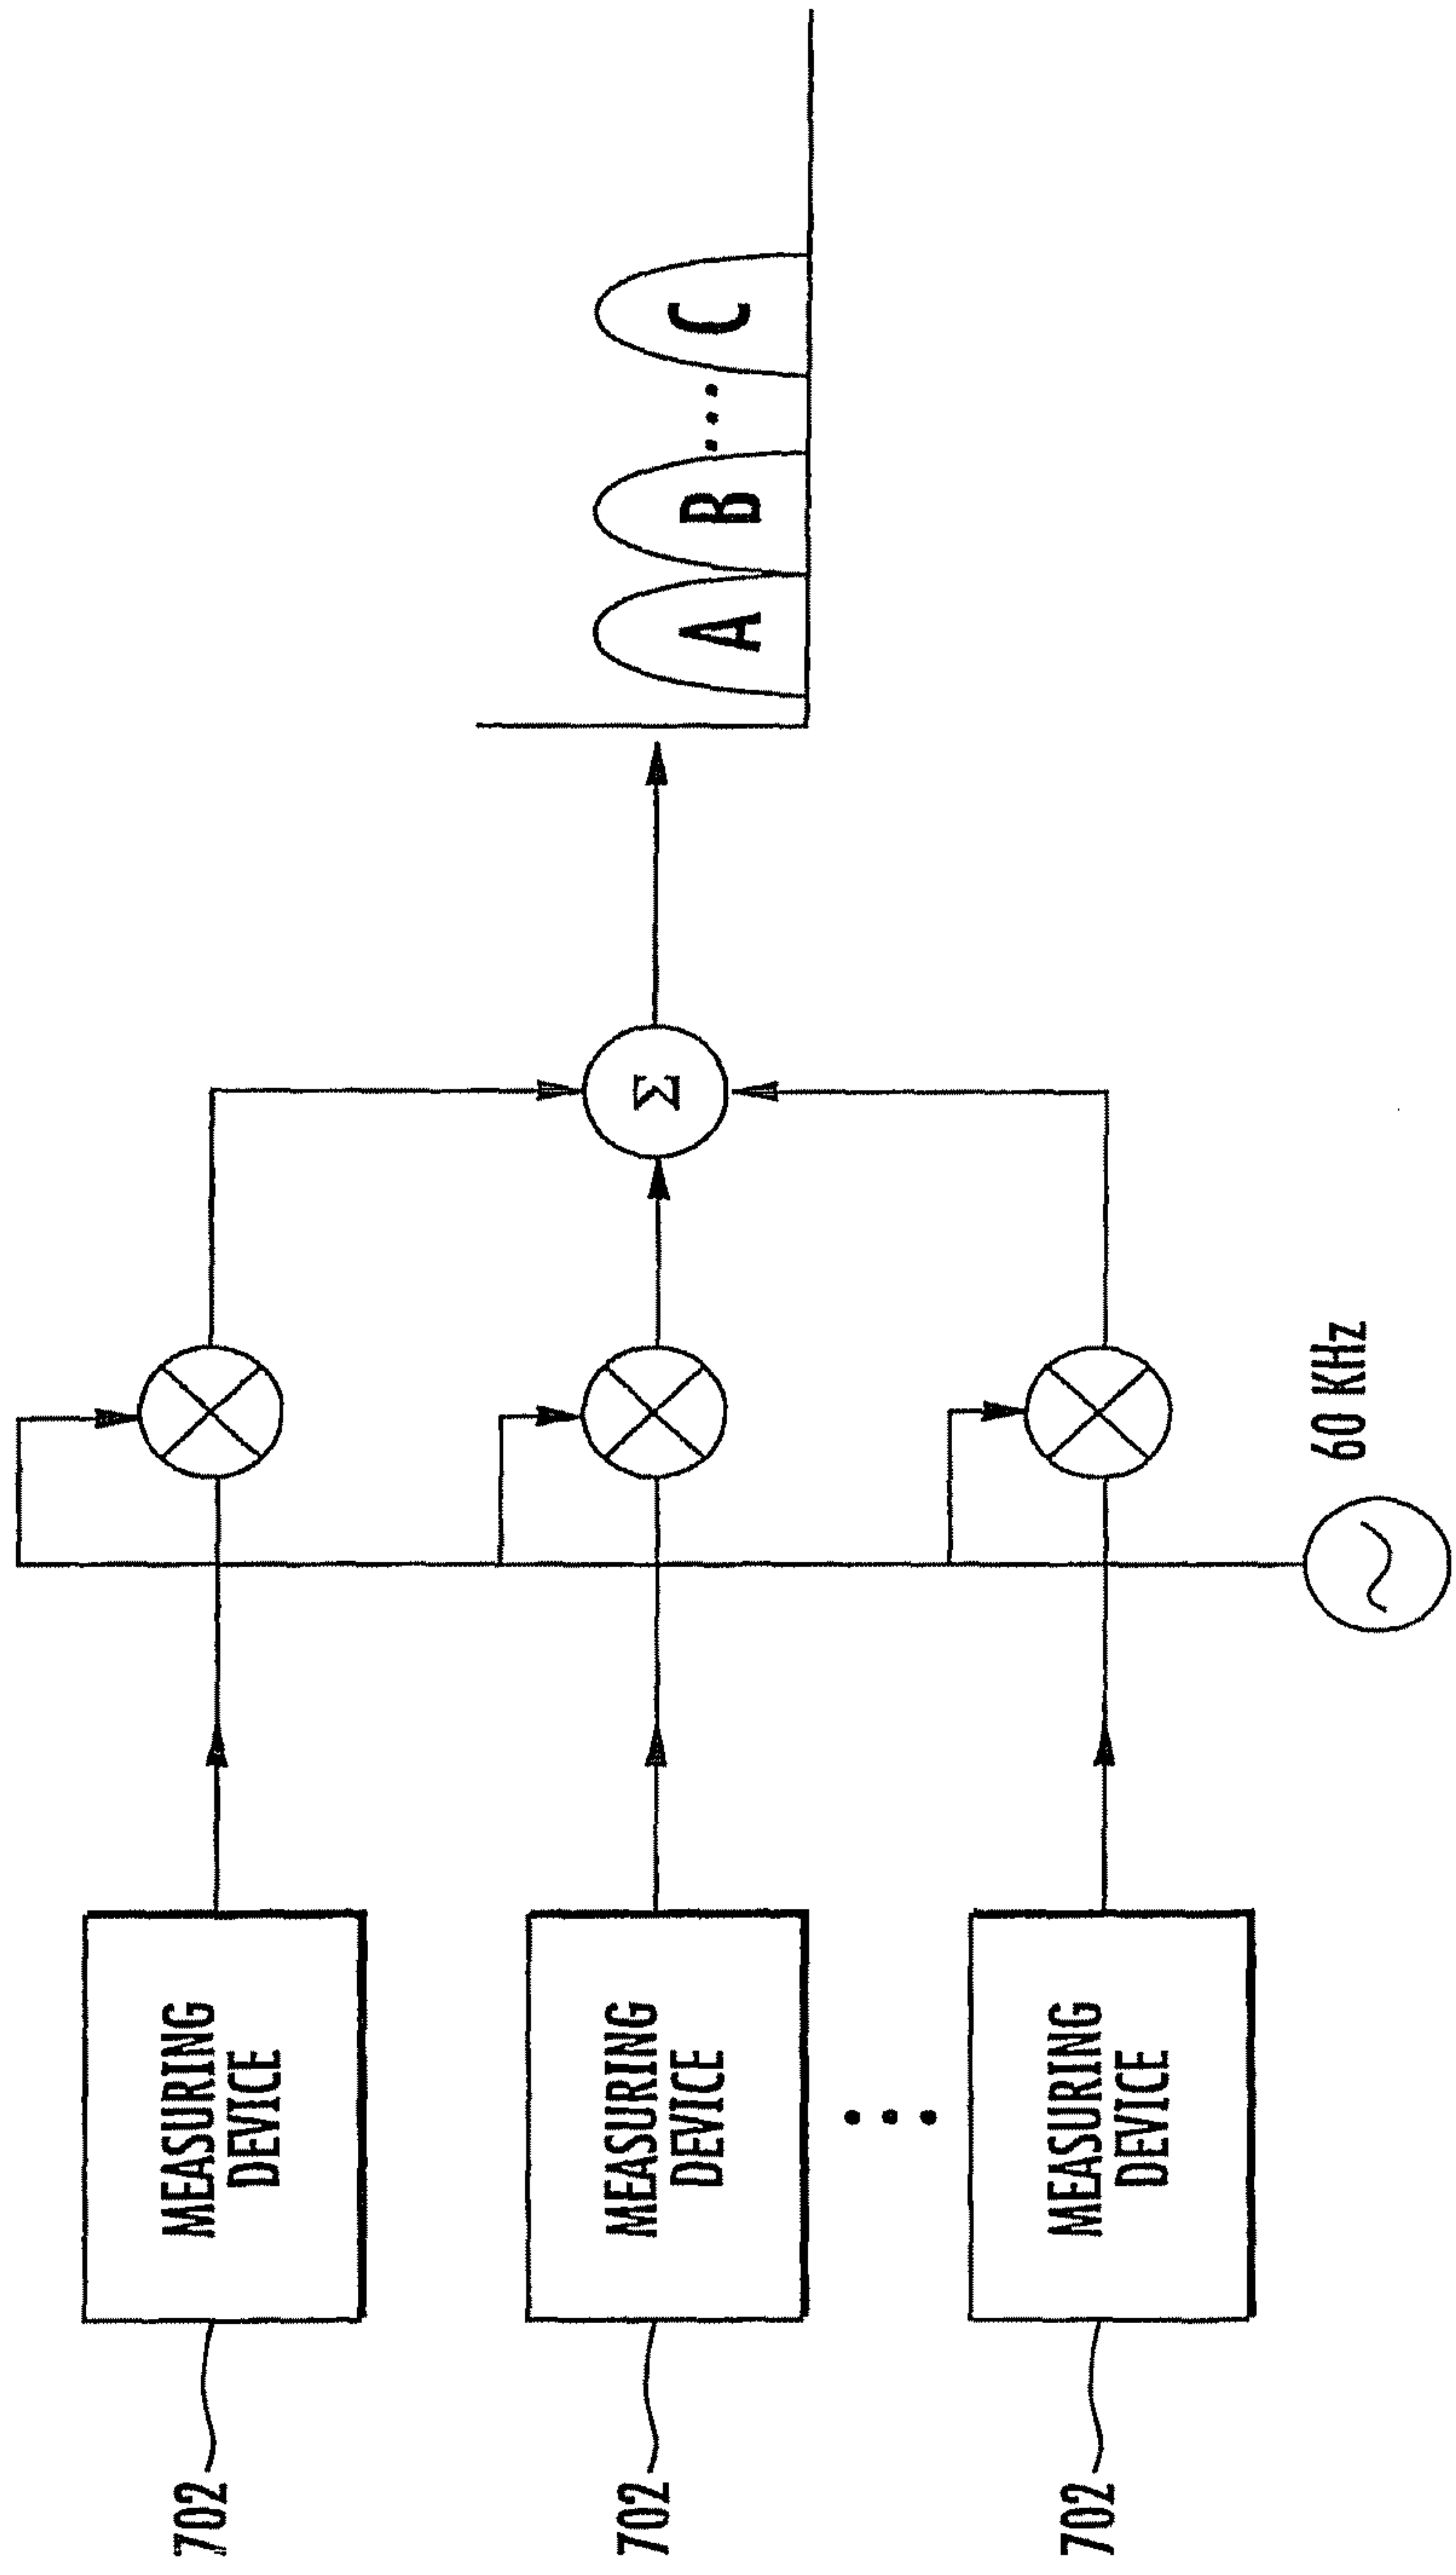 702
MEASURING
DEVICE
702
MEASURING
DEVICE
702
MEASURING
DEVICE
60 KHz
Σ
A
B
C